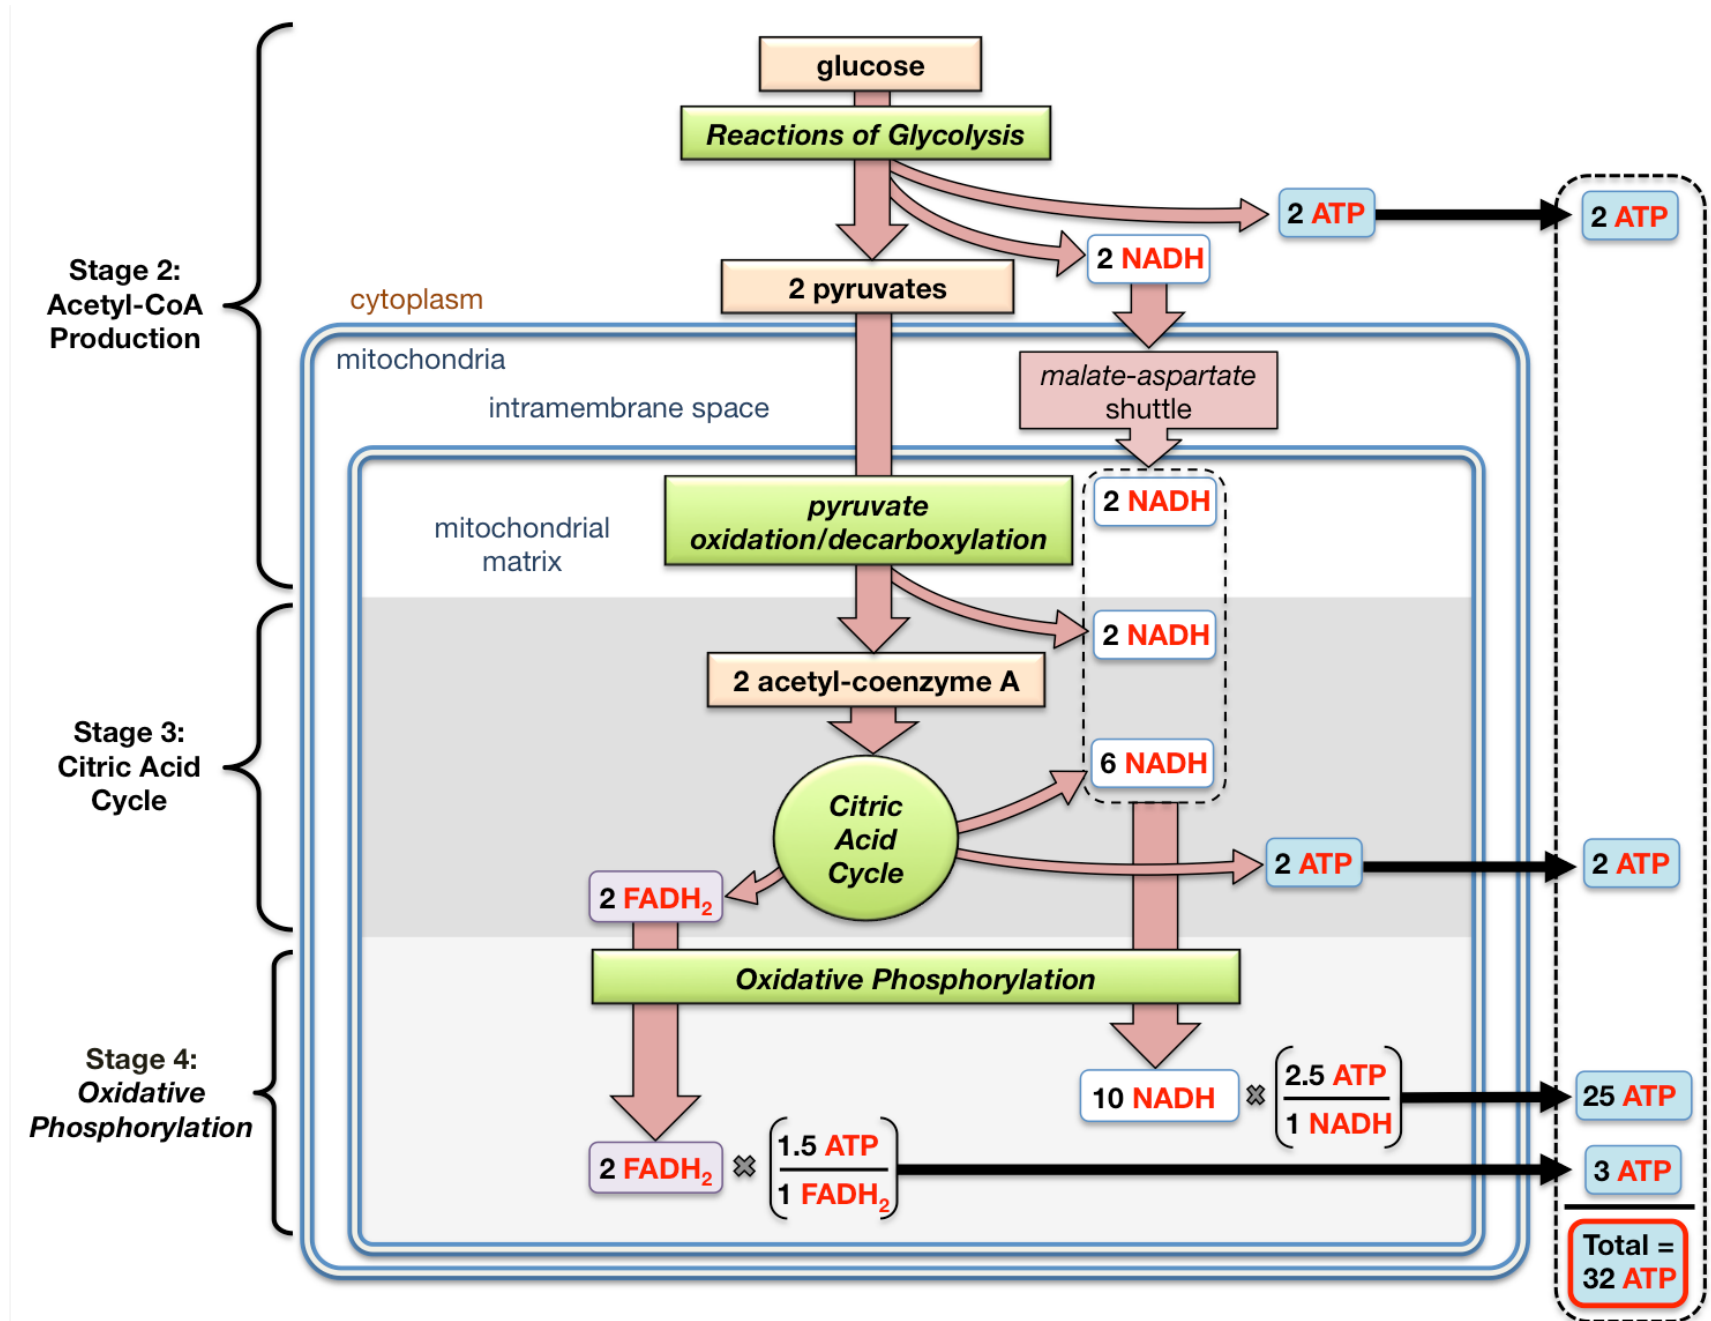 glucose
Reactions of Glycolysis
2 ATP
2 ATP
2 NADH
Stage 2:
Acetyl-CoA
Production
2 pyruvates
cytoplasm
mitochondria
malate-aspartate
shuttle
intramembrane space
2 NADH
pyruvate
oxidation/decarboxylation
mitochondrial
matrix
2 NADH
2 acetyl-coenzyme A
Stage 3:
Citric Acid
Cycle
6 NADH
Citric
Acid
Cycle
2 ATP
2 ATP
2 FADH2
Oxidative Phosphorylation
Stage 4:
Oxidative
Phosphorylation
10 NADH × (2.5 ATP
1 NADH)
25 ATP
2 FADH2 × (1.5 ATP
1 FADH2)
3 ATP
Total =
32 ATP